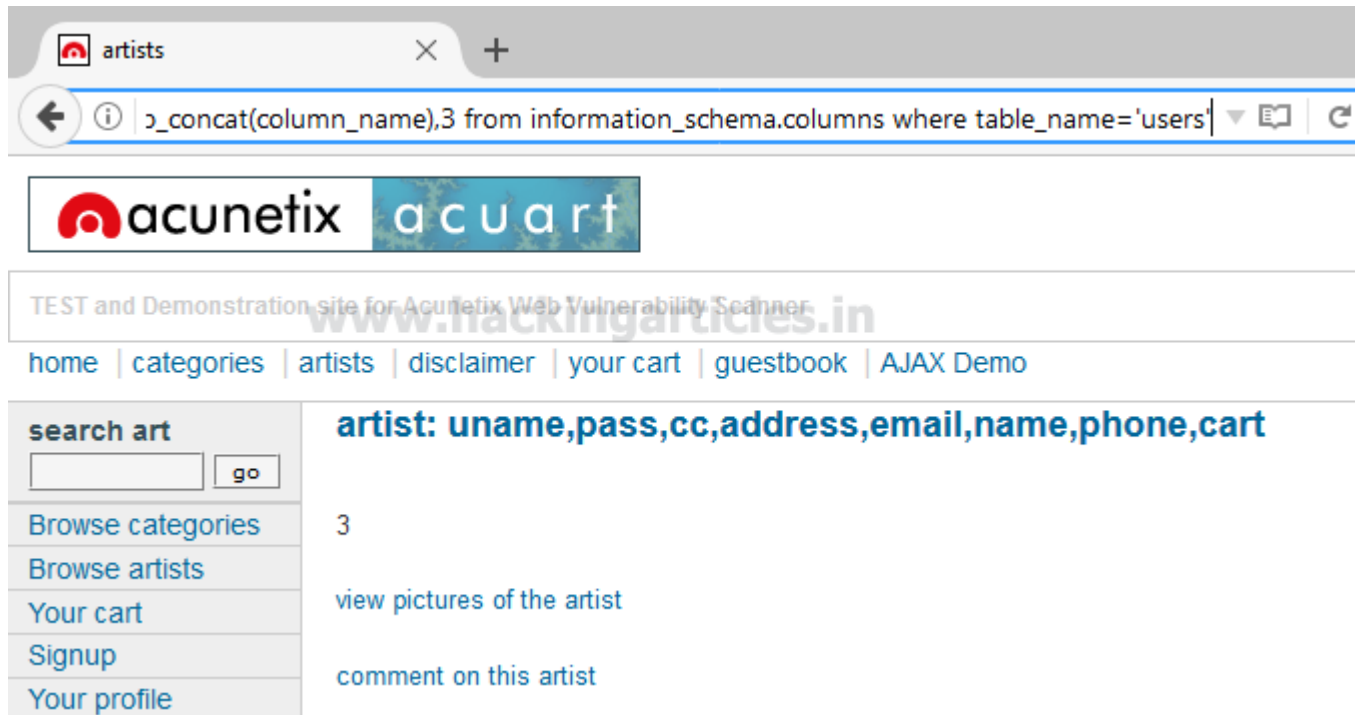 artists
o_concat(column_name),3 from information_schema.columns where table_name='users'
acunetix acuart
TEST and Demonstration site for Acunetix Web Vulnerability Scanner
www.hackingarticles.in
home | categories | artists | disclaimer | your cart | guestbook | AJAX Demo
search art
go
artist: uname,pass,cc,address,email,name,phone,cart
3
Browse categories
Browse artists
Your cart
Signup
Your profile
view pictures of the artist
comment on this artist